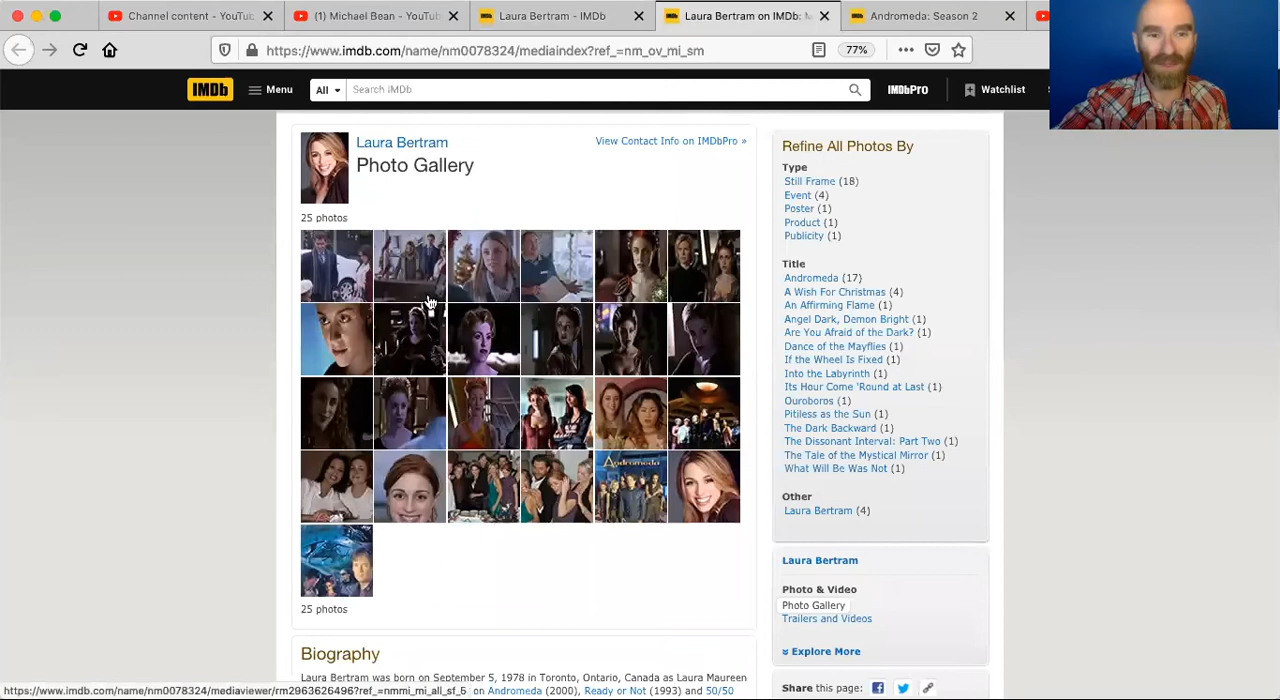 Channel content - YouTu
(1) Michael Bean - YouTub
Laura Bertram - IMDb
Laura Bertram on IMDb: M
Andromeda: Season 2
https://www.imdb.com/name/nm0078324/mediaindex?ref_=nm_ov_mi_sm
77%
IMDb
Menu
All
Search IMDb
IMDbPro
Watchlist
Laura Bertram
Photo Gallery
View Contact Info on IMDbPro »
25 photos
Andromeda
25 photos
Biography
Laura Bertram was born on September 5, 1978 in Toronto, Ontario, Canada as Laura Maureen
on Andromeda (2000), Ready or Not (1993) and 50/50
Refine All Photos By
Type
Still Frame (18)
Event (4)
Poster (1)
Product (1)
Publicity (1)
Title
Andromeda (17)
A Wish For Christmas (4)
An Affirming Flame (1)
Angel Dark, Demon Bright (1)
Are You Afraid of the Dark? (1)
Dance of the Mayflies (1)
If the Wheel Is Fixed (1)
Into the Labyrinth (1)
Its Hour Come 'Round at Last (1)
Ouroboros (1)
Pitiless as the Sun (1)
The Dark Backward (1)
The Dissonant Interval: Part Two (1)
The Tale of the Mystical Mirror (1)
What Will Be Was Not (1)
Other
Laura Bertram (4)
Laura Bertram
Photo & Video
Photo Gallery
Trailers and Videos
Explore More
Share this page:
https://www.imdb.com/name/nm0078324/mediaviewer/rm2963626496?ref_=nmmi_mi_all_sf_5